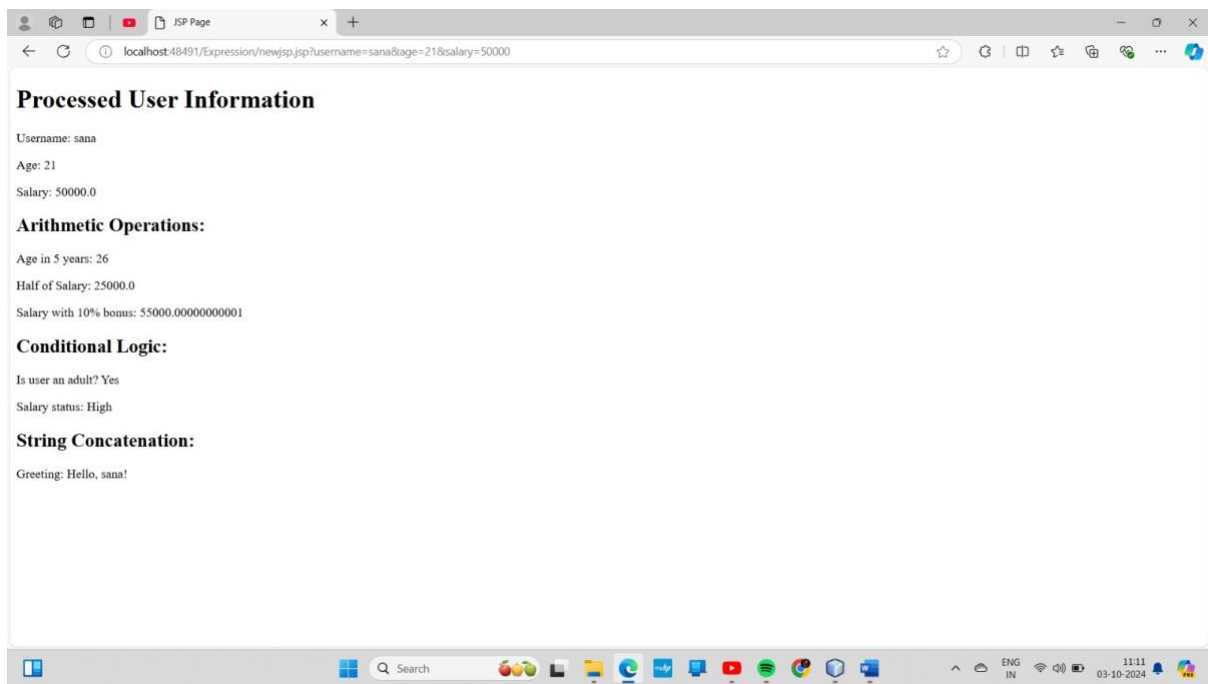 JSP Page
localhost:48491/Expression/newjsp.jsp?username=sana&age=21&salary=50000
Processed User Information
Username: sana
Age: 21
Salary: 50000.0
Arithmetic Operations:
Age in 5 years: 26
Half of Salary: 25000.0
Salary with 10% bonus: 55000.00000000001
Conditional Logic:
Is user an adult? Yes
Salary status: High
String Concatenation:
Greeting: Hello, sana!
Search
ENG
IN
11:11
03-10-2024